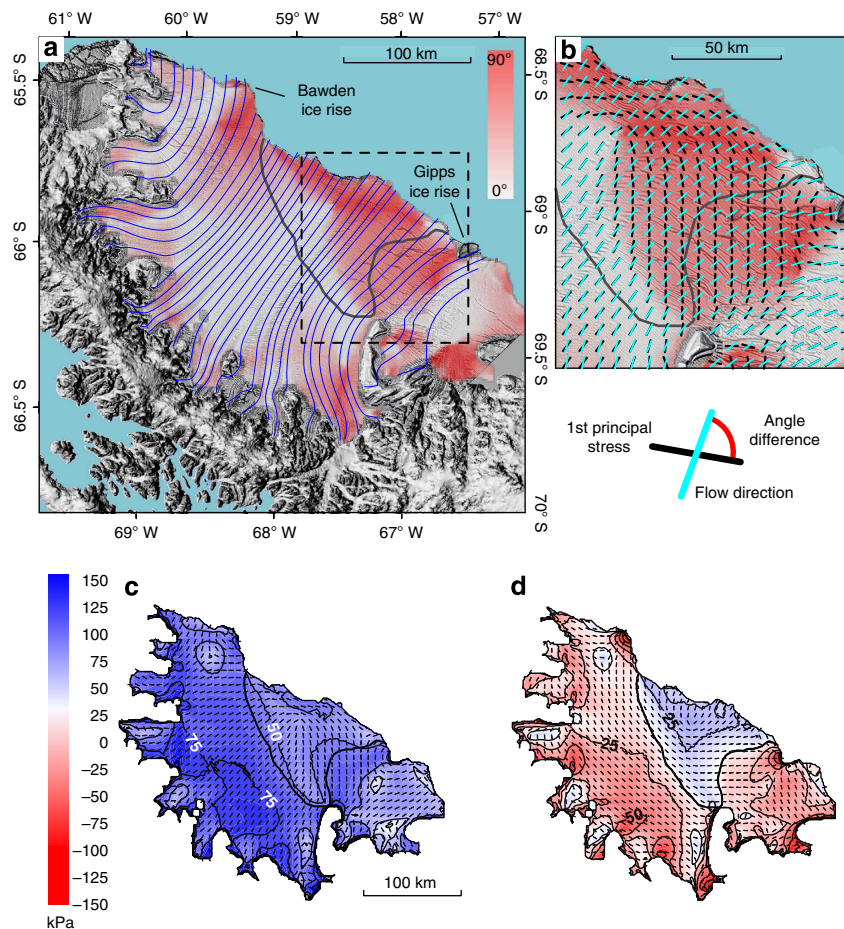 61° W
60° W
59° W
58° W
57° W
a
100 km
90°
0°
Bawden
ice rise
Gipps
ice rise
65.5° S
66° S
66.5° S
69° W
68° W
67° W
70° S
b
50 km
68.5° S
69° S
69.5° S
1st principal
stress
Angle
difference
Flow direction
150
125
100
75
50
25
0
−25
−50
−75
−100
−125
−150
kPa
c
75
50
75
100 km
d
25
-25
-50